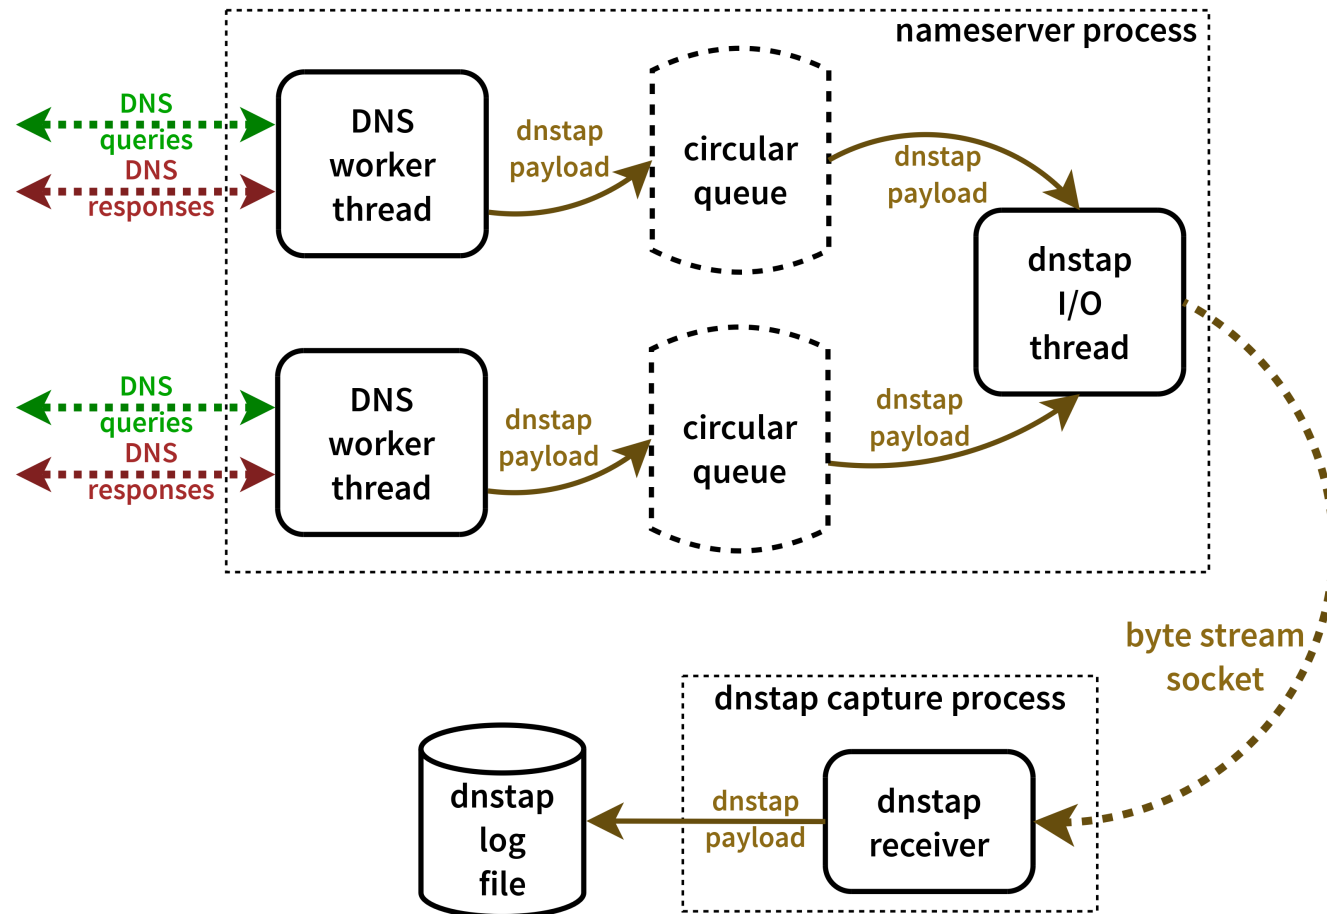 nameserver process
DNS
queries
DNS
responses
DNS
worker
thread
dnstap
payload
circular
queue
dnstap
payload
dnstap
I/O
thread
DNS
queries
DNS
responses
DNS
worker
thread
dnstap
payload
circular
queue
dnstap
payload
byte stream
socket
dnstap capture process
dnstap
receiver
dnstap
payload
dnstap
log
file